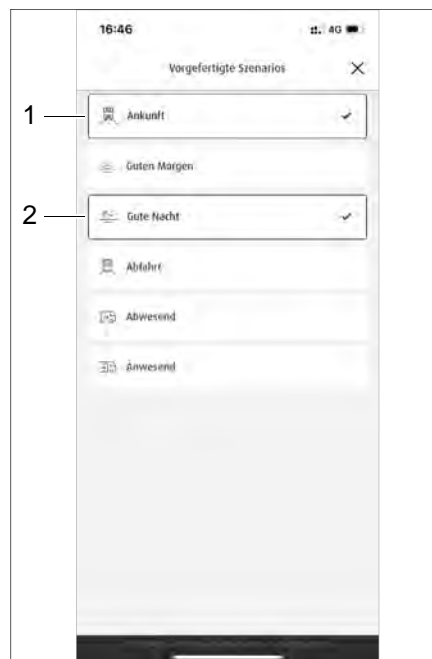 16:46 4G
Vorgefertigte Szenarios
1 Ankunft
Guten Morgen
2 Gute Nacht
Abfahrt
Abwesend
Anwesend